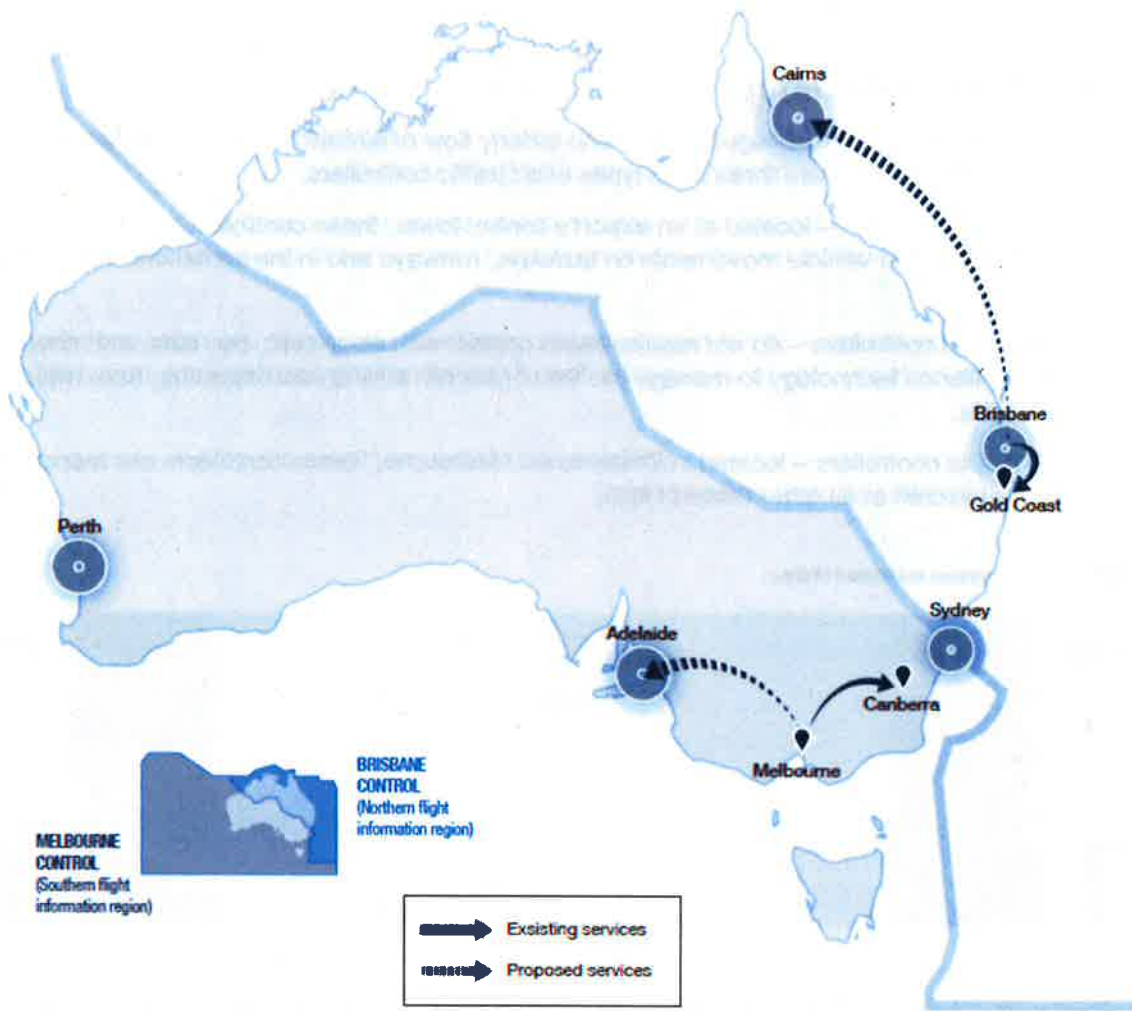 Cairns
Brisbane
Gold Coast
Perth
Sydney
Adelaide
Canberra
Melbourne
BRISBANE
CONTROL
(Northern flight
information region)
MELBOURNE
CONTROL
(Southern flight
information region)
Exsisting services
Proposed services